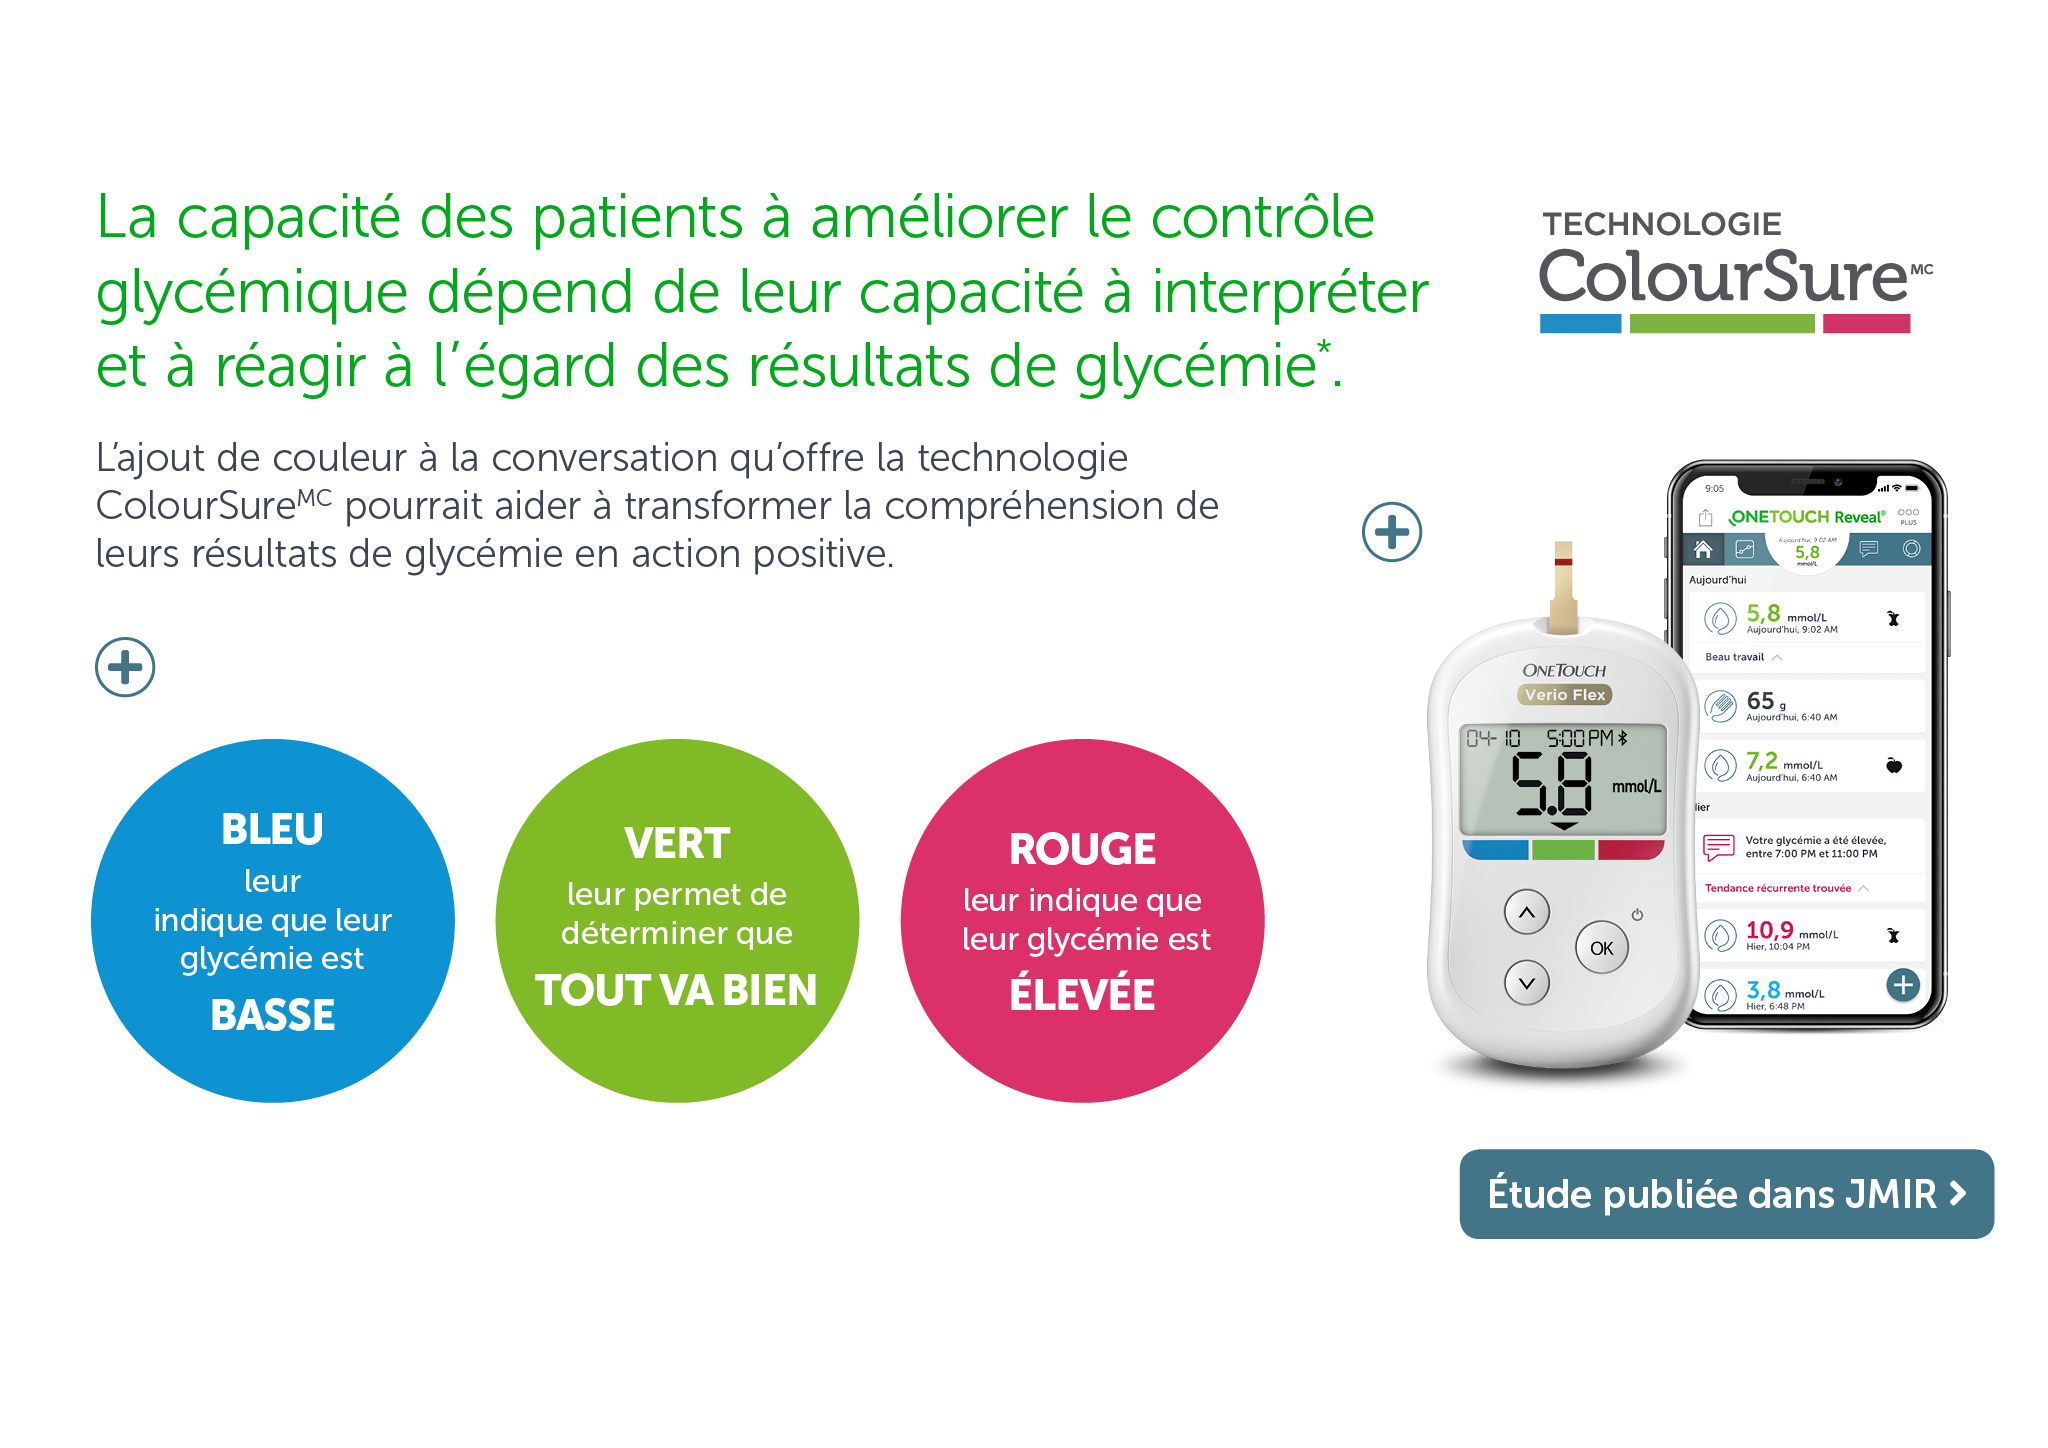 La capacité des patients à améliorer le contrôle
glycémique dépend de leur capacité à interpréter
et à réagir à l’égard des résultats de glycémie*.
L’ajout de couleur à la conversation qu’offre la technologie
ColourSureMC pourrait aider à transformer la compréhension de
leurs résultats de glycémie en action positive.
BLEU
leur
indique que leur
glycémie est
BASSE
VERT
leur permet de
déterminer que
TOUT VA BIEN
ROUGE
leur indique que
leur glycémie est
ÉLEVÉE
TECHNOLOGIE
ColourSureMC
ONETOUCH
Verio Flex
04-10 5:00 PM
5.8 mmol/L
OK
9:05
ONETOUCH Reveal®
PLUS
Aujourd'hui, 9:02 AM
5,8
mmol/L
Aujourd'hui
5,8 mmol/L
Aujourd'hui, 9:02 AM
Beau travail
65 g
Aujourd'hui, 6:40 AM
7,2 mmol/L
Aujourd'hui, 6:40 AM
lier
Votre glycémie a été élevée,
entre 7:00 PM et 11:00 PM
Tendance récurrente trouvée
10,9 mmol/L
Hier, 10:04 PM
3,8 mmol/L
Hier, 6:48 PM
Étude publiée dans JMIR